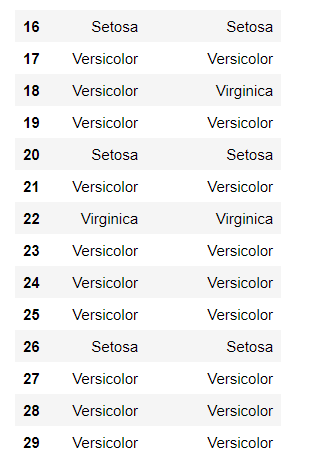 16 Setosa Setosa
17 Versicolor Versicolor
18 Versicolor Virginica
19 Versicolor Versicolor
20 Setosa Setosa
21 Versicolor Versicolor
22 Virginica Virginica
23 Versicolor Versicolor
24 Versicolor Versicolor
25 Versicolor Versicolor
26 Setosa Setosa
27 Versicolor Versicolor
28 Versicolor Versicolor
29 Versicolor Versicolor